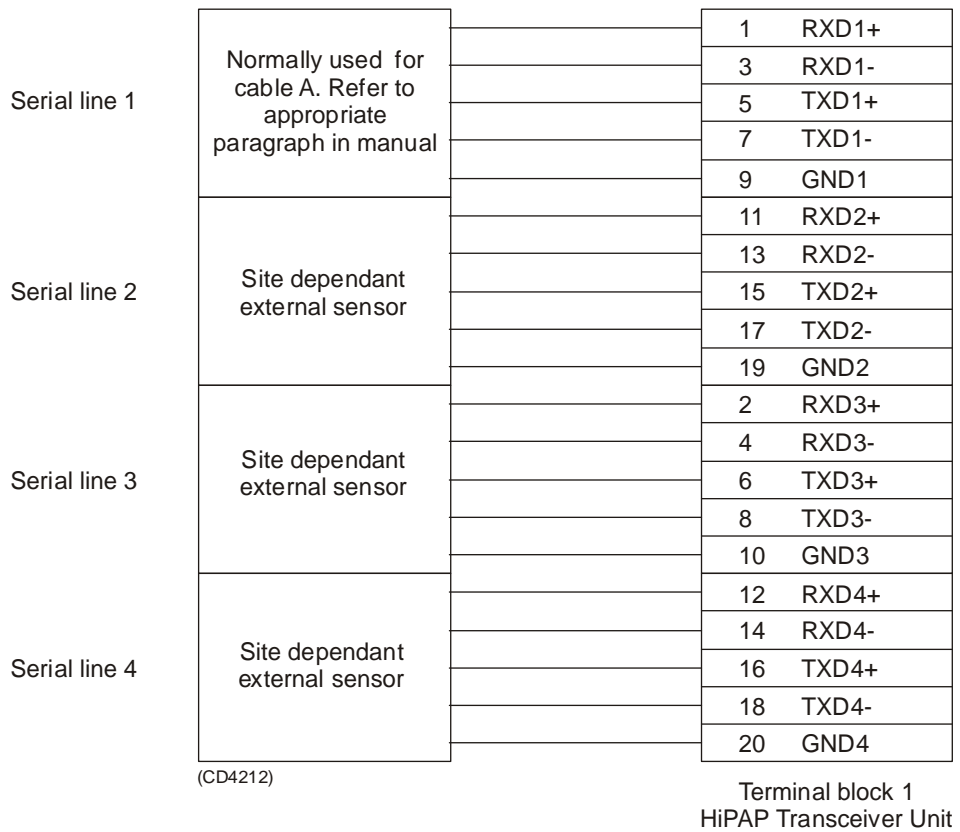 Serial line 1
Normally used for
cable A. Refer to
appropriate
paragraph in manual
1 RXD1+
3 RXD1-
5 TXD1+
7 TXD1-
9 GND1
Serial line 2
Site dependant
external sensor
11 RXD2+
13 RXD2-
15 TXD2+
17 TXD2-
19 GND2
Serial line 3
Site dependant
external sensor
2 RXD3+
4 RXD3-
6 TXD3+
8 TXD3-
10 GND3
Serial line 4
Site dependant
external sensor
12 RXD4+
14 RXD4-
16 TXD4+
18 TXD4-
20 GND4
(CD4212)
Terminal block 1
HiPAP Transceiver Unit